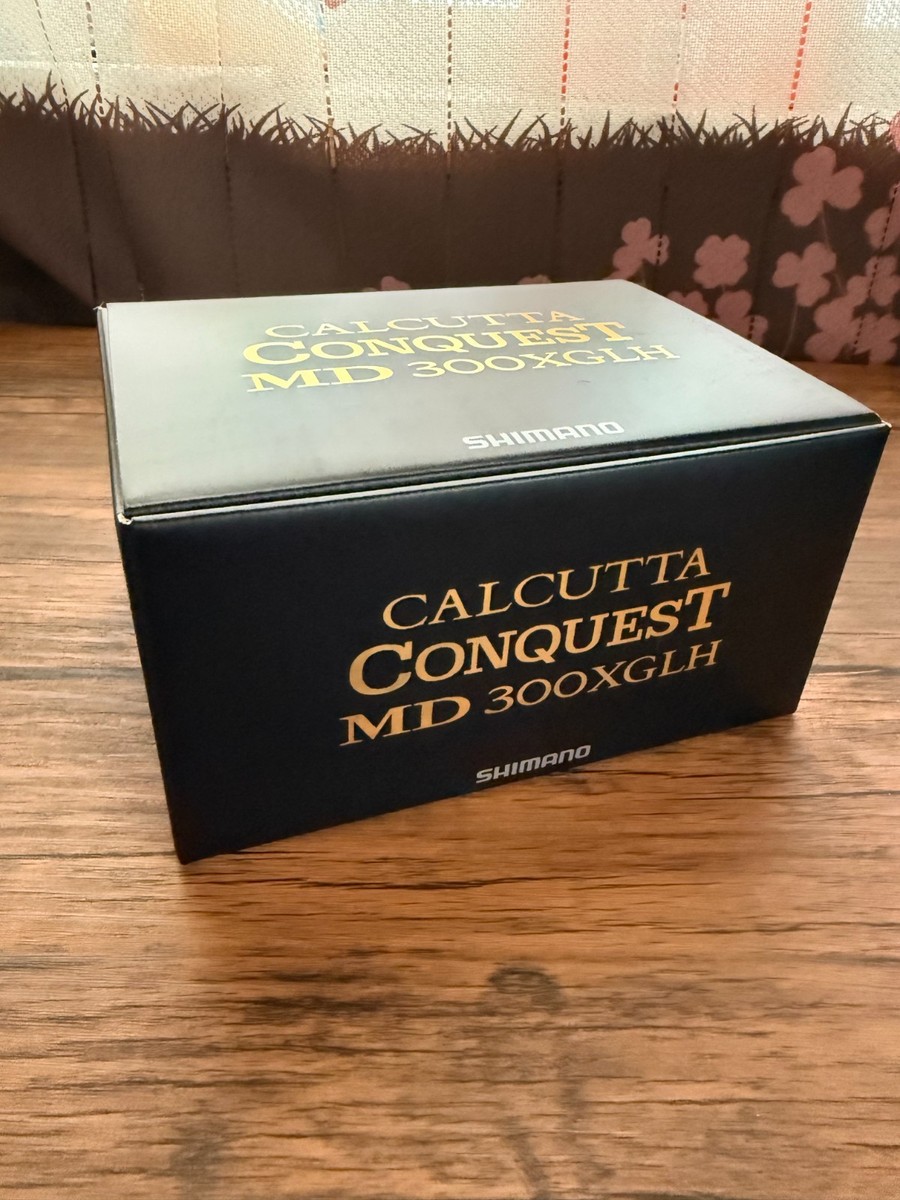 CALCUTTA
CONQUEST
MD 300XGLH
SHIMANO
CALCUTTA
CONQUEST
MD 300XGLH
SHIMANO